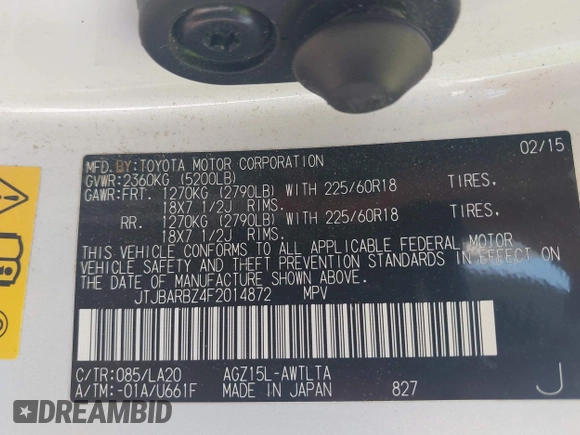 MFD.BY:TOYOTA MOTOR CORPORATION 02/15
GVWR:2360KG (5200LB)
GAWR:FRT. 1270KG (2790LB) WITH 225/60R18 TIRES.
18X7 1/2J RIMS.
RR. 1270KG (2790LB) WITH 225/60R18 TIRES.
18X7 1/2J RIMS.
THIS VEHICLE CONFORMS TO ALL APPLICABLE FEDERAL MOTOR
VEHICLE SAFETY AND THEFT PREVENTION STANDARDS IN EFFECT ON
THE DATE OF MANUFACTURE SHOWN ABOVE.
JTJBARBZ4F2014872 MPV
C/TR:085/LA20 AGZ15L-AWTLTA
A/TM:-01A/U661F MADE IN JAPAN 827 J
DREAMBID